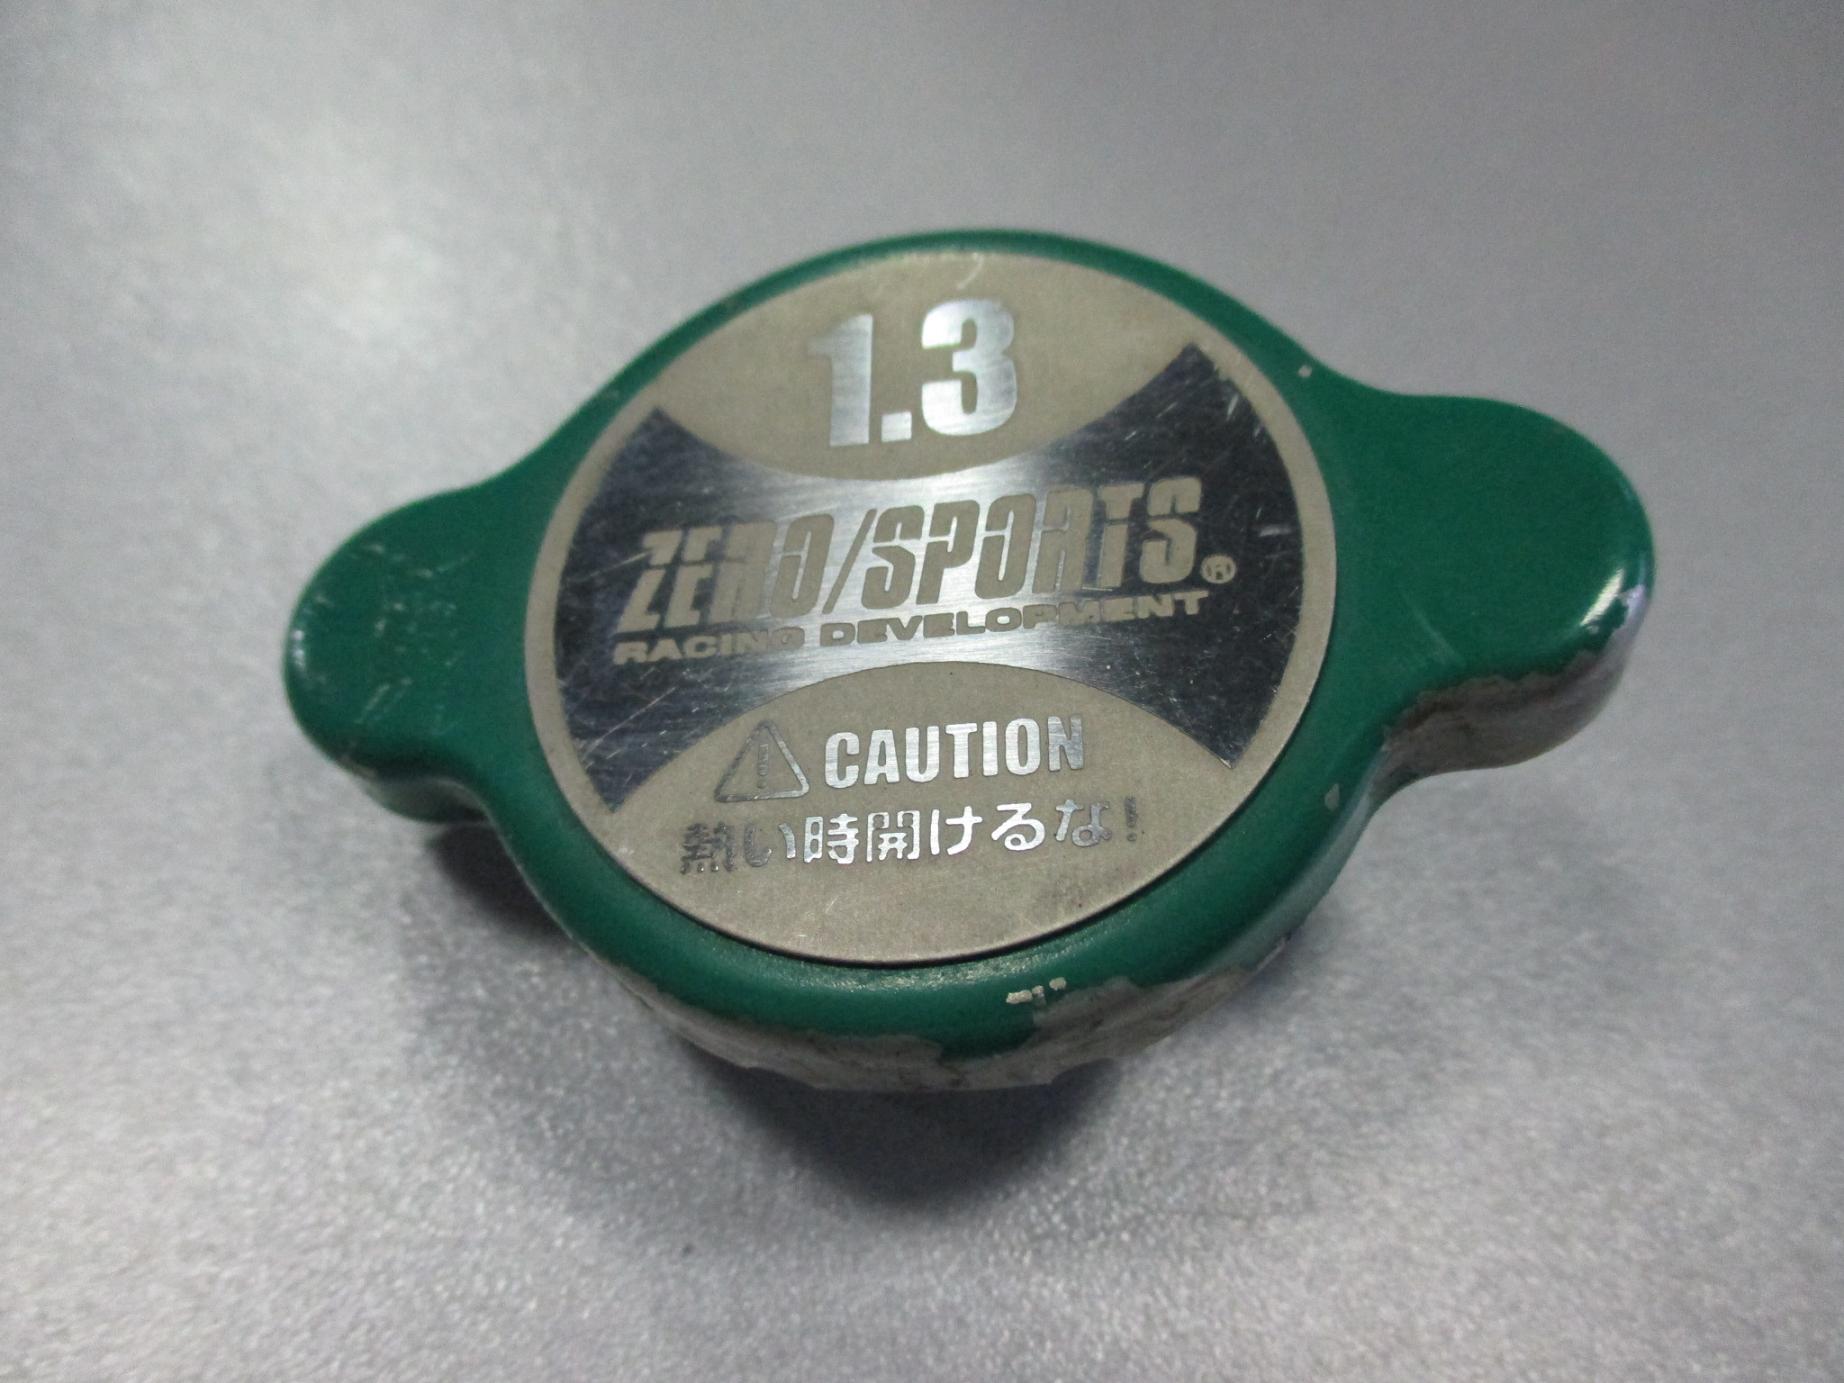 1.3
ZERO/SPORTS®
RACING DEVELOPMENT
CAUTION
熱い時開けるな!